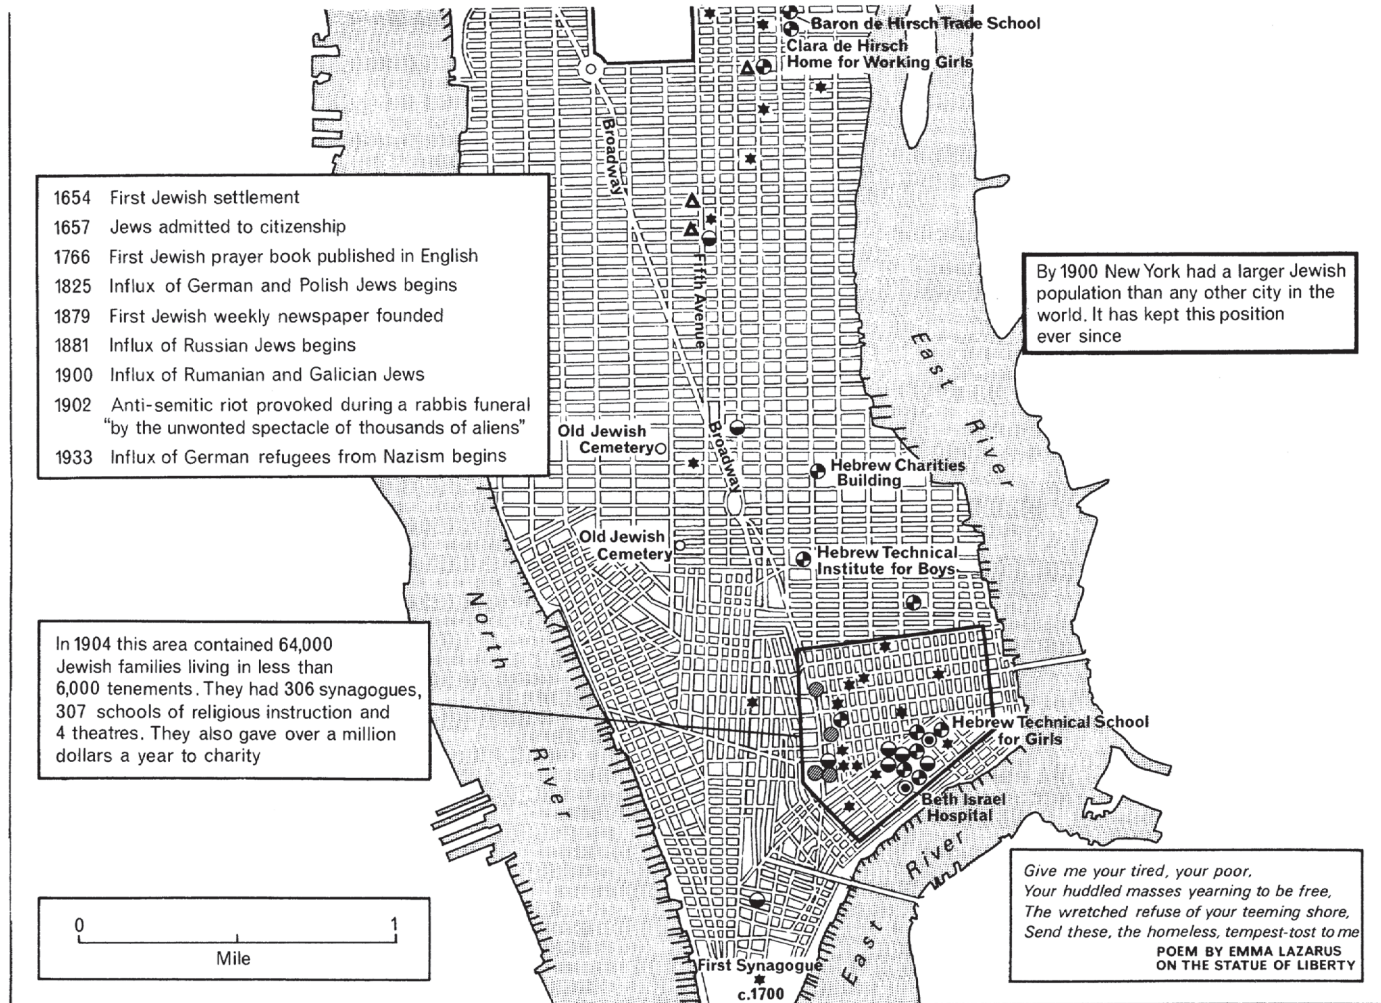 Baron de Hirsch Trade School
Clara de Hirsch
Home for Working Girls
Broadway
1654 First Jewish settlement
1657 Jews admitted to citizenship
1766 First Jewish prayer book published in English
1825 Influx of German and Polish Jews begins
1879 First Jewish weekly newspaper founded
1881 Influx of Russian Jews begins
1900 Influx of Rumanian and Galician Jews
1902 Anti-semitic riot provoked during a rabbis funeral
“by the unwonted spectacle of thousands of aliens”
1933 Influx of German refugees from Nazism begins
Fifth Avenue
By 1900 New York had a larger Jewish
population than any other city in the
world. It has kept this position
ever since
East River
Old Jewish
Cemetery
Broadway
Hebrew Charities
Building
Old Jewish
Cemetery
Hebrew Technical
Institute for Boys
North River
In 1904 this area contained 64,000
Jewish families living in less than
6,000 tenements. They had 306 synagogues,
307 schools of religious instruction and
4 theatres. They also gave over a million
dollars a year to charity
Hebrew Technical School
for Girls
Beth Israel
Hospital
East River
Give me your tired, your poor,
Your huddled masses yearning to be free,
The wretched refuse of your teeming shore,
Send these, the homeless, tempest-tost to me
POEM BY EMMA LAZARUS
ON THE STATUE OF LIBERTY
0 1
Mile
First Synagogue
c.1700